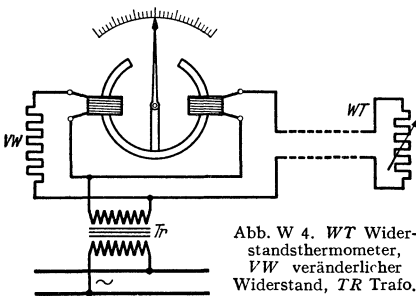 VW
WT
Tr
~
Abb. W 4. WT Wider-
standsthermometer,
VW veränderlicher
Widerstand, TR Trafo,